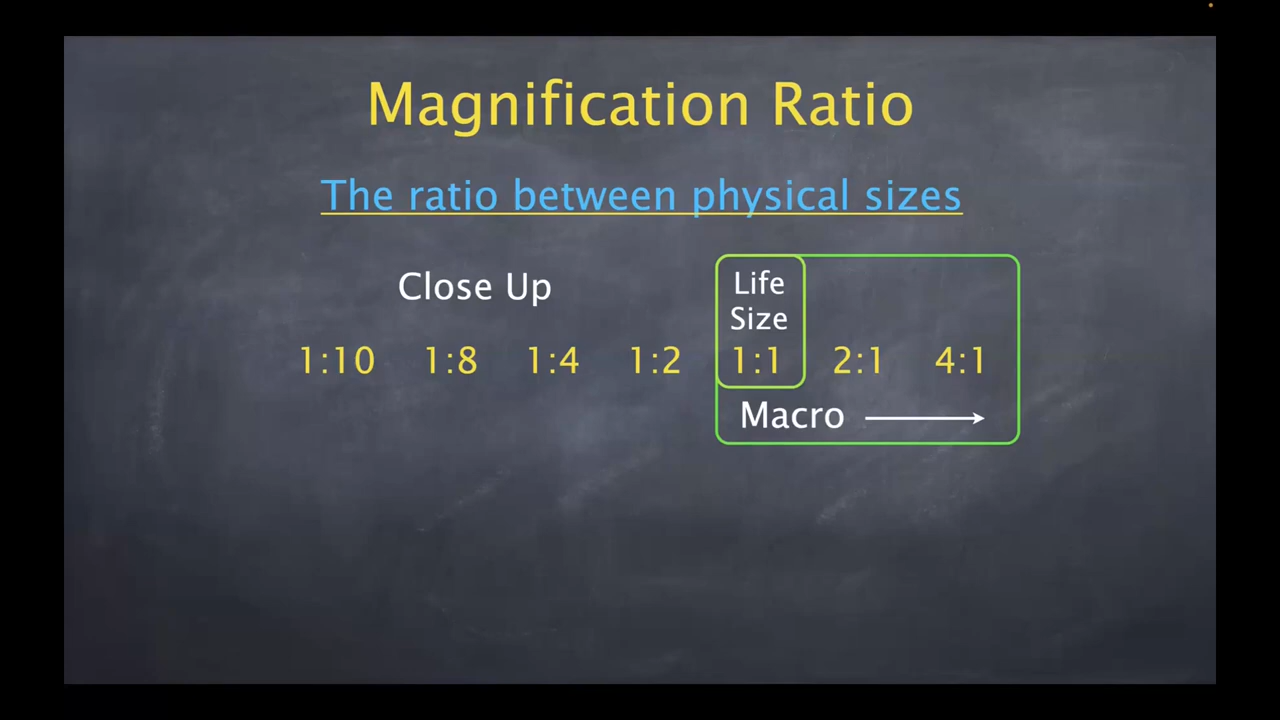 Magnification Ratio
The ratio between physical sizes
Close Up
Life
Size
1:10 1:8 1:4 1:2 1:1 2:1 4:1
Macro